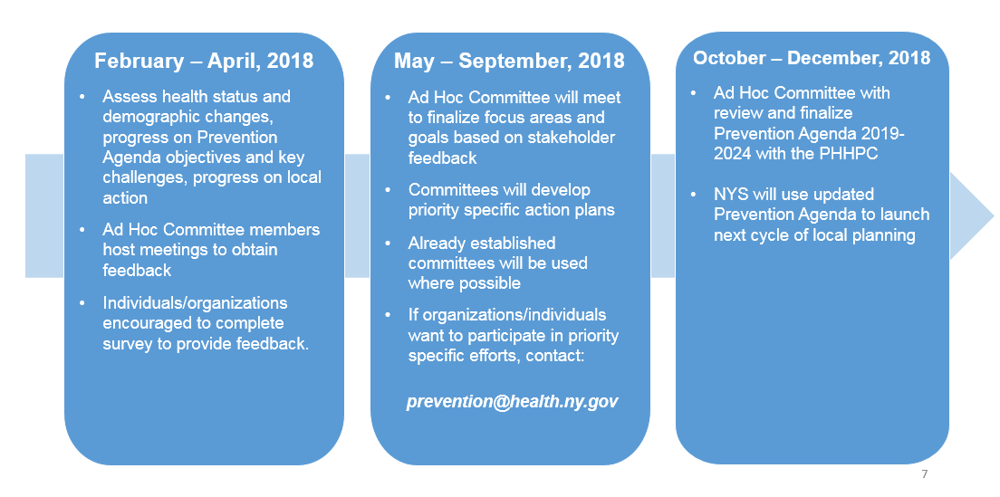 February – April, 2018
• Assess health status and
demographic changes,
progress on Prevention
Agenda objectives and key
challenges, progress on local
action
• Ad Hoc Committee members
host meetings to obtain
feedback
• Individuals/organizations
encouraged to complete
survey to provide feedback.
May – September, 2018
• Ad Hoc Committee will meet
to finalize focus areas and
goals based on stakeholder
feedback
• Committees will develop
priority specific action plans
• Already established
committees will be used
where possible
• If organizations/individuals
want to participate in priority
specific efforts, contact:
prevention@health.ny.gov
October – December, 2018
• Ad Hoc Committee with
review and finalize
Prevention Agenda 2019-
2024 with the PHHPC
• NYS will use updated
Prevention Agenda to launch
next cycle of local planning
7